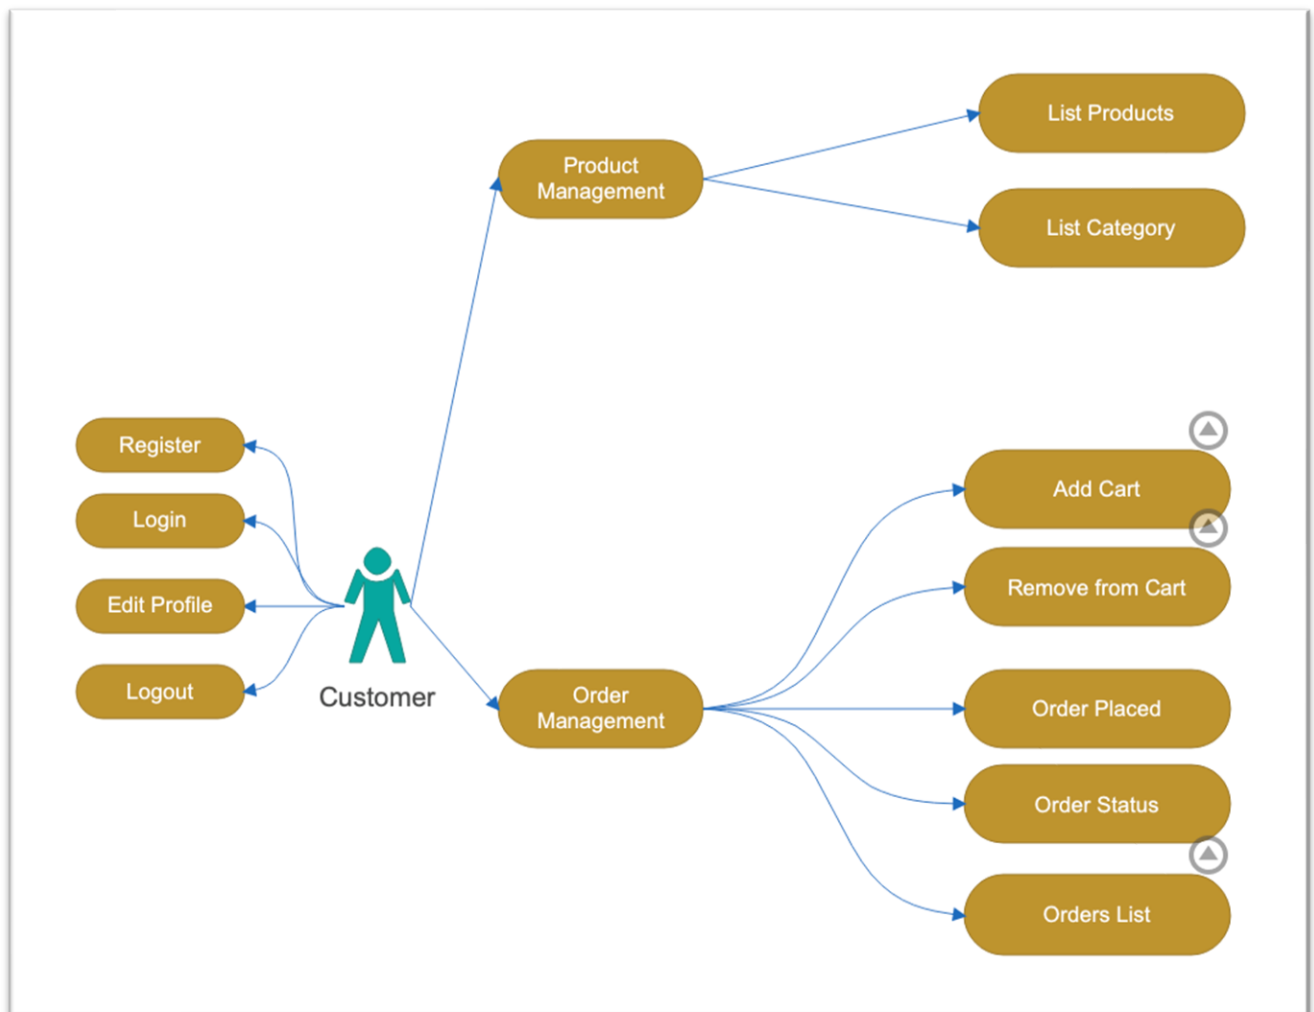 List Products
Product
Management
List Category
Register
Login
Edit Profile
Logout
Customer
Order
Management
Add Cart
Remove from Cart
Order Placed
Order Status
Orders List